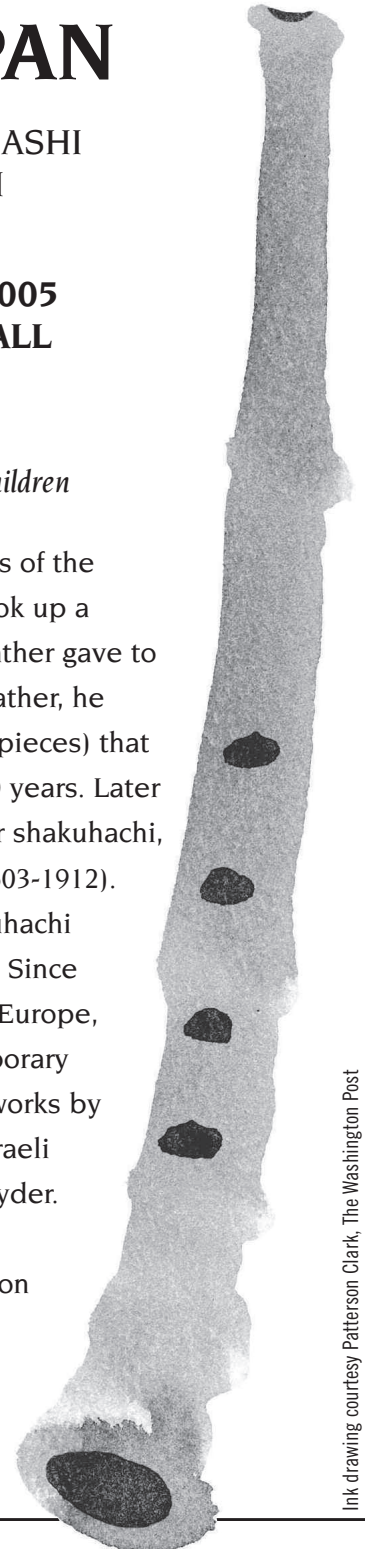 PAN
ASHI
I
005
ALL
ildren
s of the
ok up a
ther gave to
ather, he
pieces) that
years. Later
r shakuhachi,
03-1912).
uhachi
Since
Europe,
porary
works by
raeli
yder.
on
Ink drawing courtesy Patterson Clark, The Washington Post